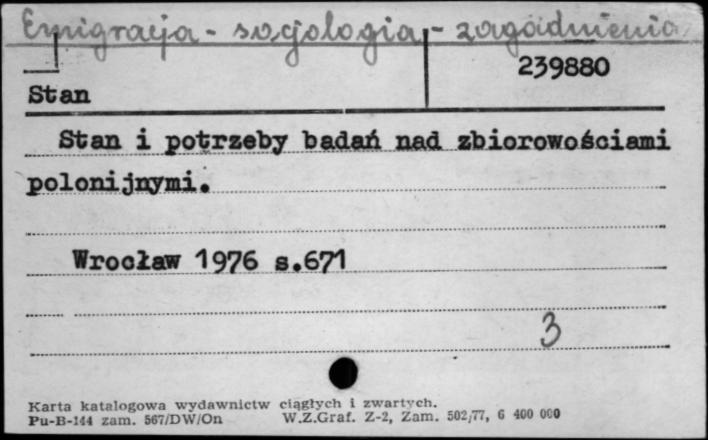 Emigracja - socjologia - zagadnienia
239880
Stan
Stan i potrzeby badań nad zbiorowościami
polonijnymi.
Wrocław 1976 s.671
3
Karta katalogowa wydawnictw ciągłych i zwartych.
Pu-B-144 zam. 567/DW/On W.Z.Graf. Z-2, Zam. 502/77, 6 400 000